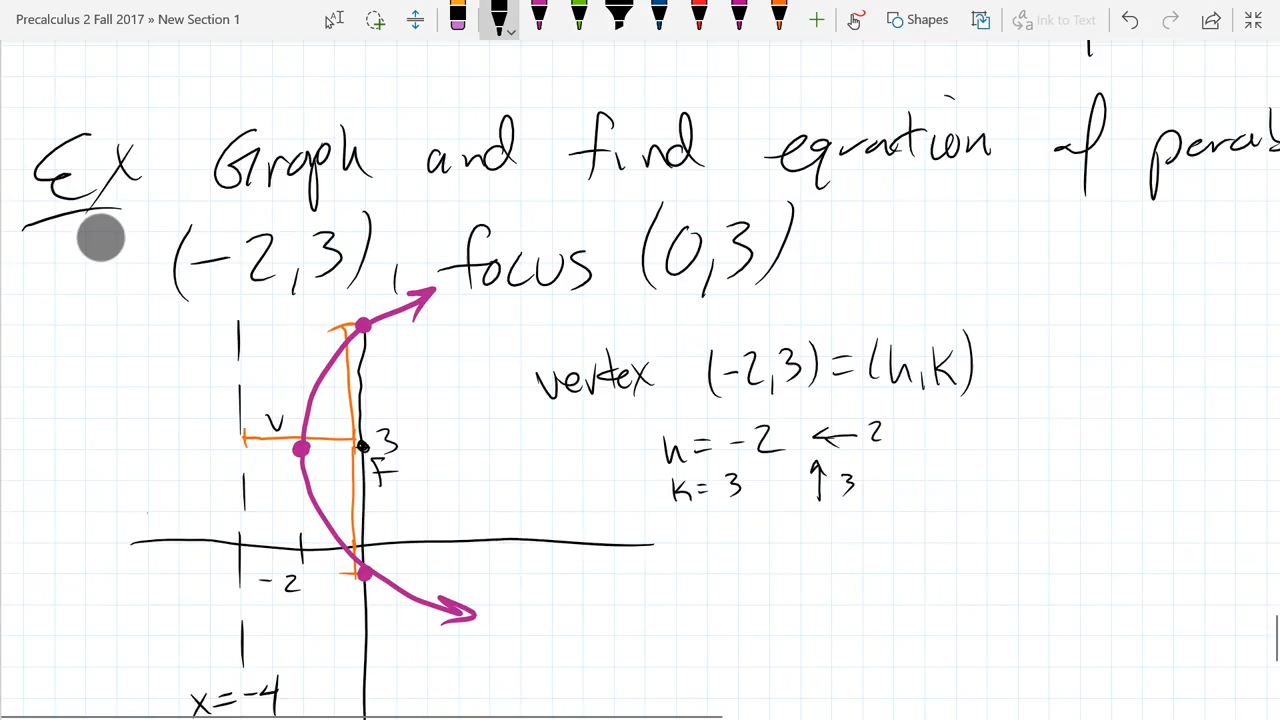 Precalculus 2 Fall 2017 » New Section 1
Shapes
Ink to Text
Ex Graph and find equation of parab
(-2,3), focus (0,3)
vertex (-2,3) = (h,k)
V
3
F
h = -2 ← 2
k = 3 ↑ 3
-2
x = -4